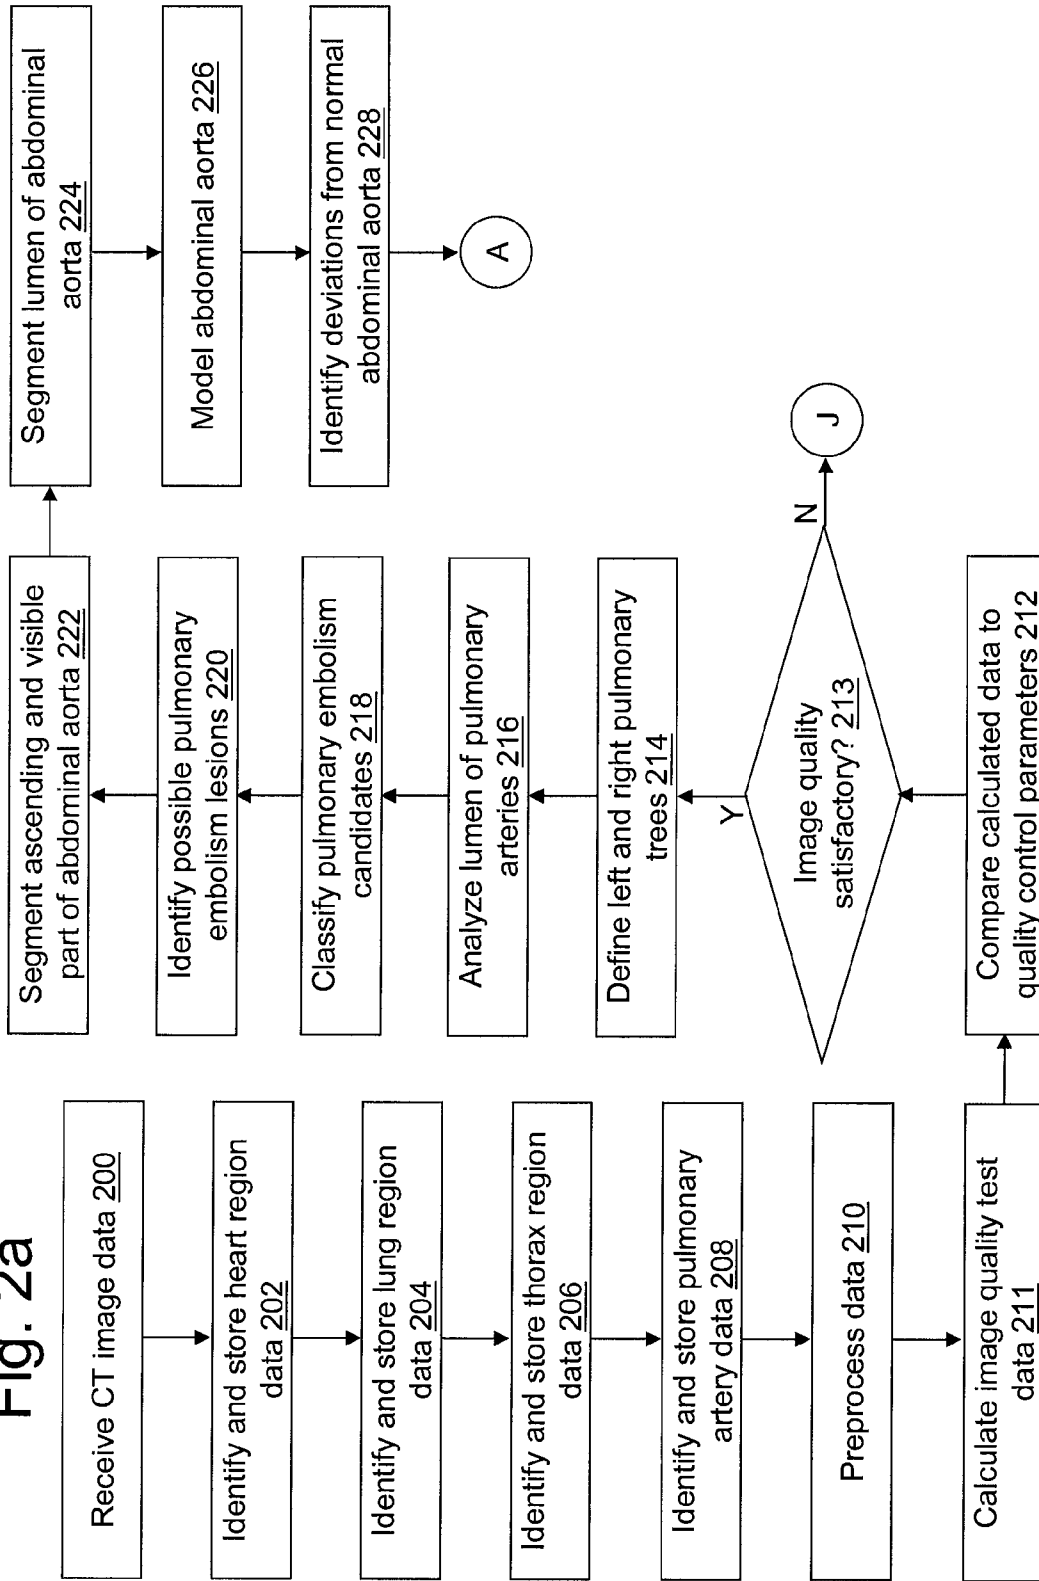 Fig. 2a
Receive CT image data 200
Identify and store heart region
data 202
Identify and store lung region
data 204
Identify and store thorax region
data 206
Identify and store pulmonary
artery data 208
Preprocess data 210
Calculate image quality test
data 211
Compare calculated data to
quality control parameters 212
Image quality
satisfactory? 213
Y
N
J
Define left and right pulmonary
trees 214
Analyze lumen of pulmonary
arteries 216
Classify pulmonary embolism
candidates 218
Identify possible pulmonary
embolism lesions 220
Segment ascending and visible
part of abdominal aorta 222
Segment lumen of abdominal
aorta 224
Model abdominal aorta 226
Identify deviations from normal
abdominal aorta 228
A